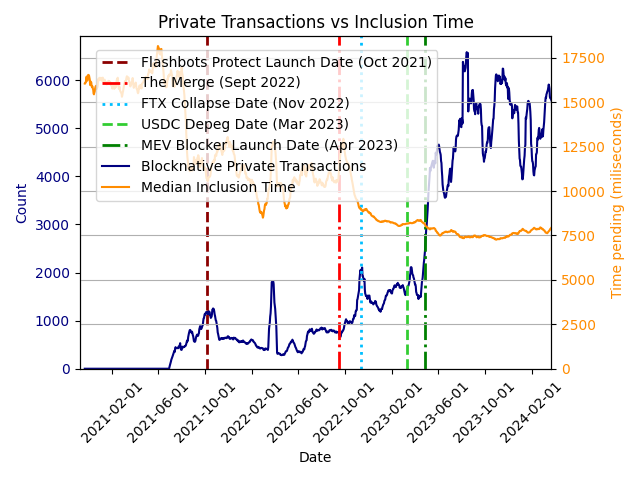 Private Transactions vs Inclusion Time
Flashbots Protect Launch Date (Oct 2021)
The Merge (Sept 2022)
FTX Collapse Date (Nov 2022)
USDC Depeg Date (Mar 2023)
MEV Blocker Launch Date (Apr 2023)
Blocknative Private Transactions
Median Inclusion Time
Count
6000
5000
4000
3000
2000
1000
0
Time pending (miliseconds)
17500
15000
12500
10000
7500
5000
2500
0
2021-02-01
2021-06-01
2021-10-01
2022-02-01
2022-06-01
2022-10-01
2023-02-01
2023-06-01
2023-10-01
2024-02-01
Date